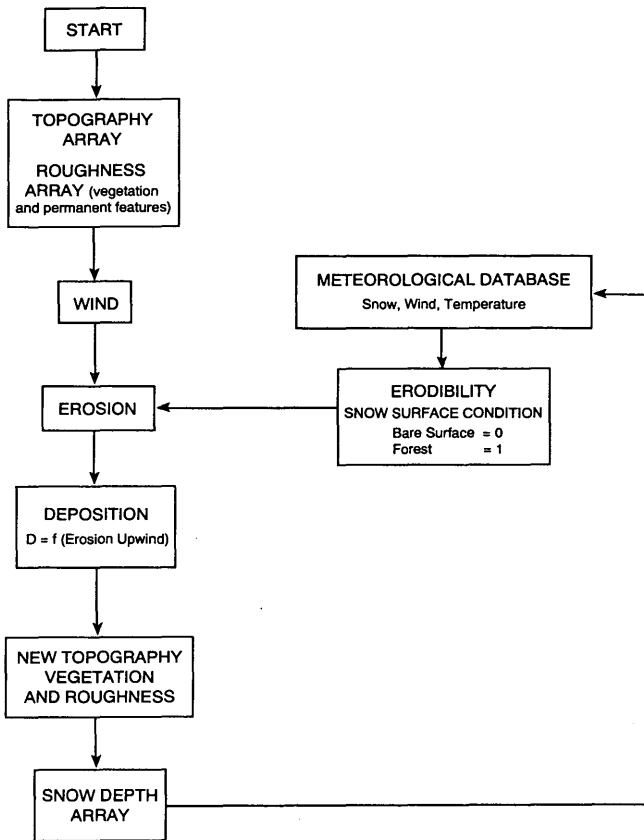 START
TOPOGRAPHY
ARRAY
ROUGHNESS
ARRAY (vegetation
and permanent features)
WIND
METEOROLOGICAL DATABASE
Snow, Wind, Temperature
EROSION
ERODIBILITY
SNOW SURFACE CONDITION
Bare Surface = 0
Forest = 1
DEPOSITION
D = f (Erosion Upwind)
NEW TOPOGRAPHY
VEGETATION
AND ROUGHNESS
SNOW DEPTH
ARRAY